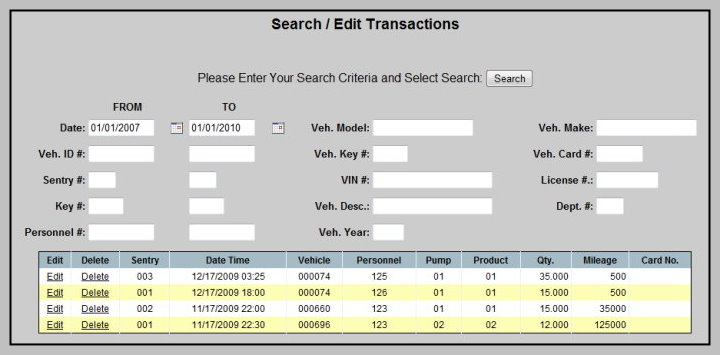 Search / Edit Transactions
Please Enter Your Search Criteria and Select Search: Search
FROM TO
Date: 01/01/2007 01/01/2010 Veh. Model: Veh. Make:
Veh. ID #: Veh. Key #: Veh. Card #:
Sentry #: VIN #: License #.:
Key #: Veh. Desc.: Dept. #:
Personnel #: Veh. Year:
Edit Delete Sentry Date Time Vehicle Personnel Pump Product Qty. Mileage Card No.
Edit Delete 003 12/17/2009 03:25 000074 125 01 01 35.000 500
Edit Delete 001 12/17/2009 18:00 000074 126 01 01 15.000 500
Edit Delete 002 11/17/2009 22:00 000660 123 01 01 15.000 35000
Edit Delete 001 11/17/2009 22:30 000696 123 02 02 12.000 125000